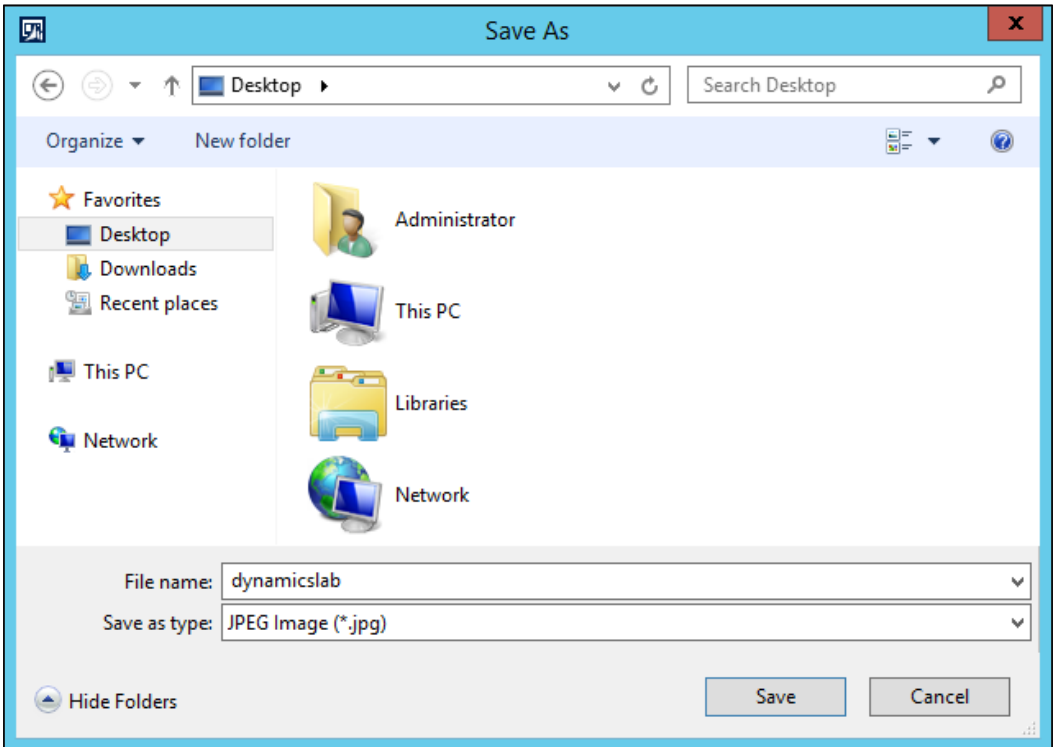 Save As
x
Desktop
Search Desktop
Organize
New folder
Favorites
Desktop
Downloads
Recent places
This PC
Network
Administrator
This PC
Libraries
Network
File name: dynamicslab
Save as type: JPEG Image (*.jpg)
Hide Folders
Save
Cancel